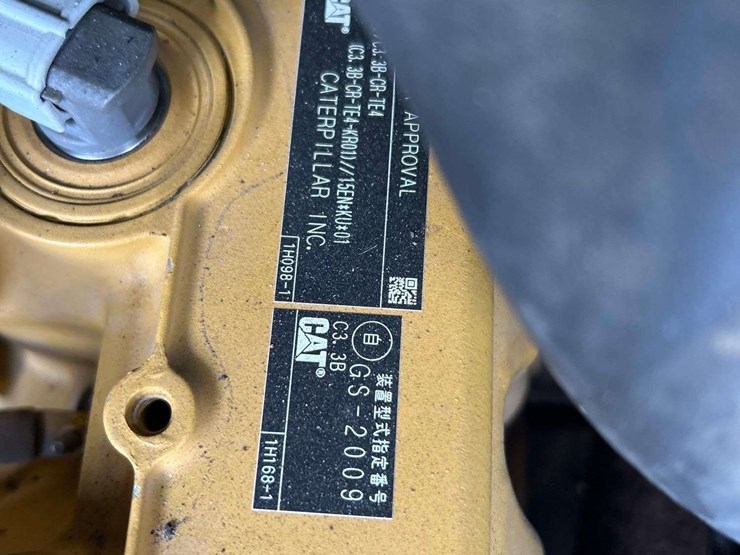 APPROVAL
C3.3B-CR-TE4
(C3.3B-CR-TE4-KR01)//15EN*KU*01
CAT®
CATERPILLAR INC.
1H098-1
装置型式指定番号
自 GS-2009
C3.3B
CAT®
1H168-1